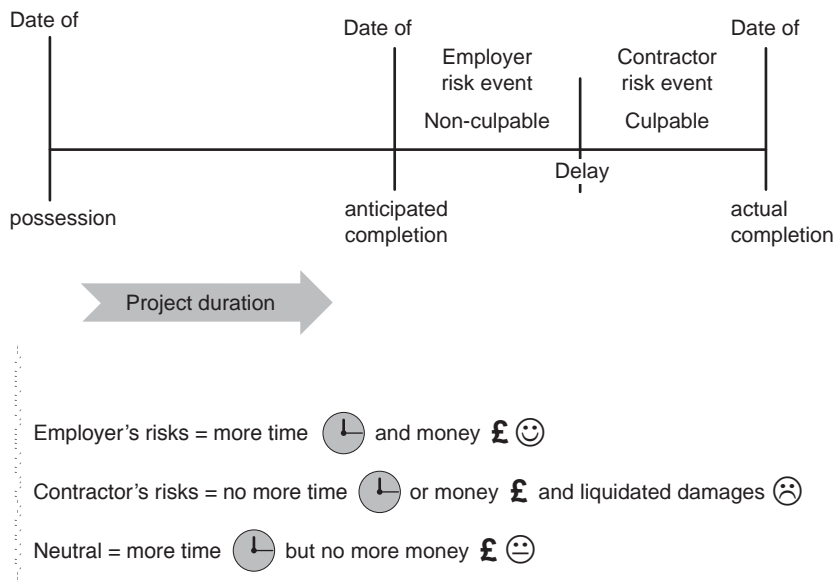 Date of
possession
Date of
anticipated
completion
Employer
risk event
Non-culpable
Delay
Contractor
risk event
Culpable
Date of
actual
completion
Project duration
Employer’s risks = more time and money £
Contractor’s risks = no more time or money £ and liquidated damages
Neutral = more time but no more money £